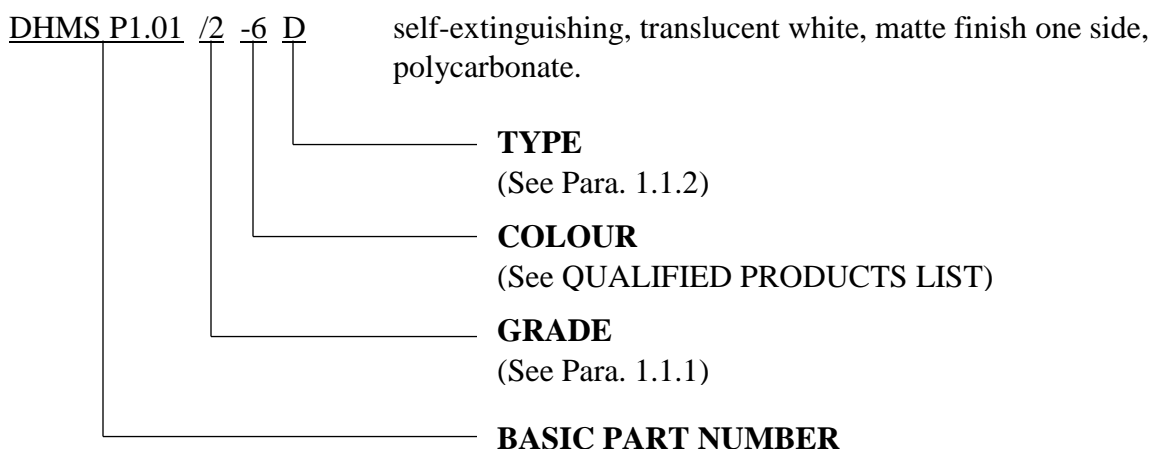 DHMS P1.01 /2 -6 D self-extinguishing, translucent white, matte finish one side,
polycarbonate.
TYPE
(See Para. 1.1.2)
COLOUR
(See QUALIFIED PRODUCTS LIST)
GRADE
(See Para. 1.1.1)
BASIC PART NUMBER